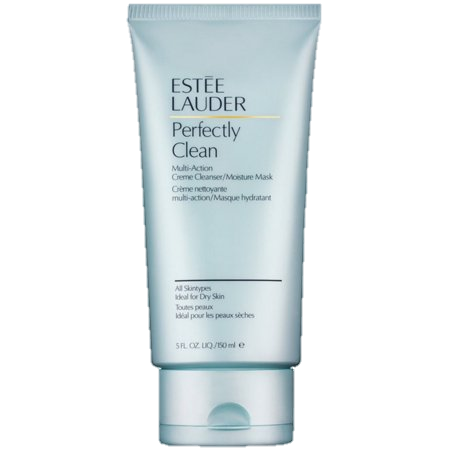 ESTĒE
LAUDER
Perfectly
Clean
Multi-Action
Creme Cleanser/Moisture Mask
Crème nettoyante
multi-action/Masque hydratant
All Skintypes
Ideal for Dry Skin
Toutes peaux
Idéal pour les peaux sèches
5 FL. OZ. LIQ./150 ml ℮